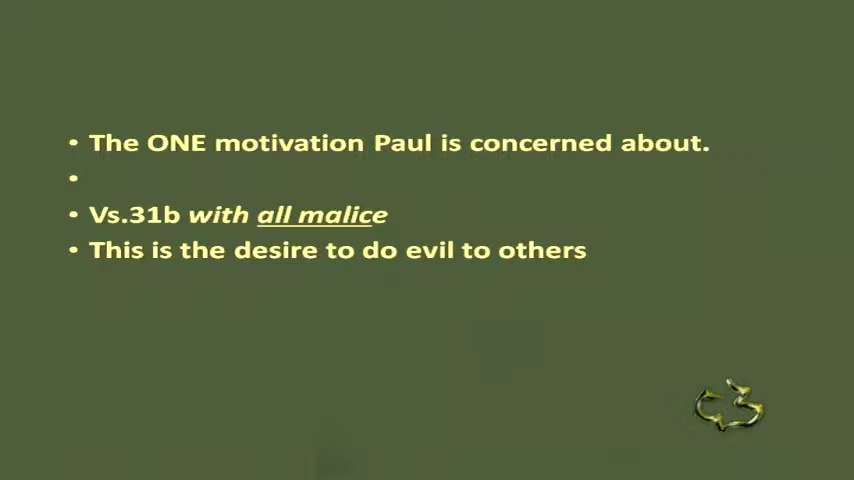 • The ONE motivation Paul is concerned about.
•
• Vs.31b with all malice
• This is the desire to do evil to others
C3